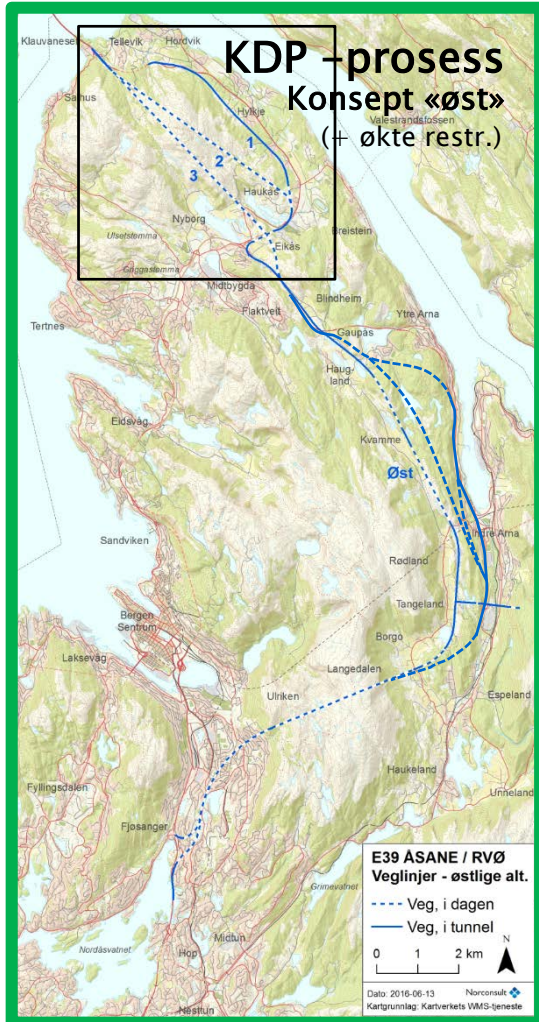 KDP -prosess
Konsept «øst»
(+ økte restr.)
Klauvaneset
Tellevik
Hordvik
Salhus
Hylkje
Valestrandsfossen
1
2
3
Haukås
Nyborg
Breistein
Ulsetstemma
Eikås
Goggastemma
Midtbygda
Blindheim
Flaktveit
Ytre Arna
Tertnes
Gaupås
Haug-
land
Eidsvåg
Kvamme
Øst
Sandviken
Indre Arna
Rødland
Tangeland
Bergen
Sentrum
Borgo
Laksevåg
Langedalen
Ulriken
Espeland
Haukeland
Unneland
Fyllingsdalen
Fjøsanger
Grimevatnet
Nordåsvatnet
Hop
Midtun
Nesttun
E39 ÅSANE / RVØ
Veglinjer - østlige alt.
Veg, i dagen
Veg, i tunnel
N
0 1 2 km
Dato: 2016-06-13 Norconsult
Kartgrunnlag: Kartverkets WMS-tjeneste